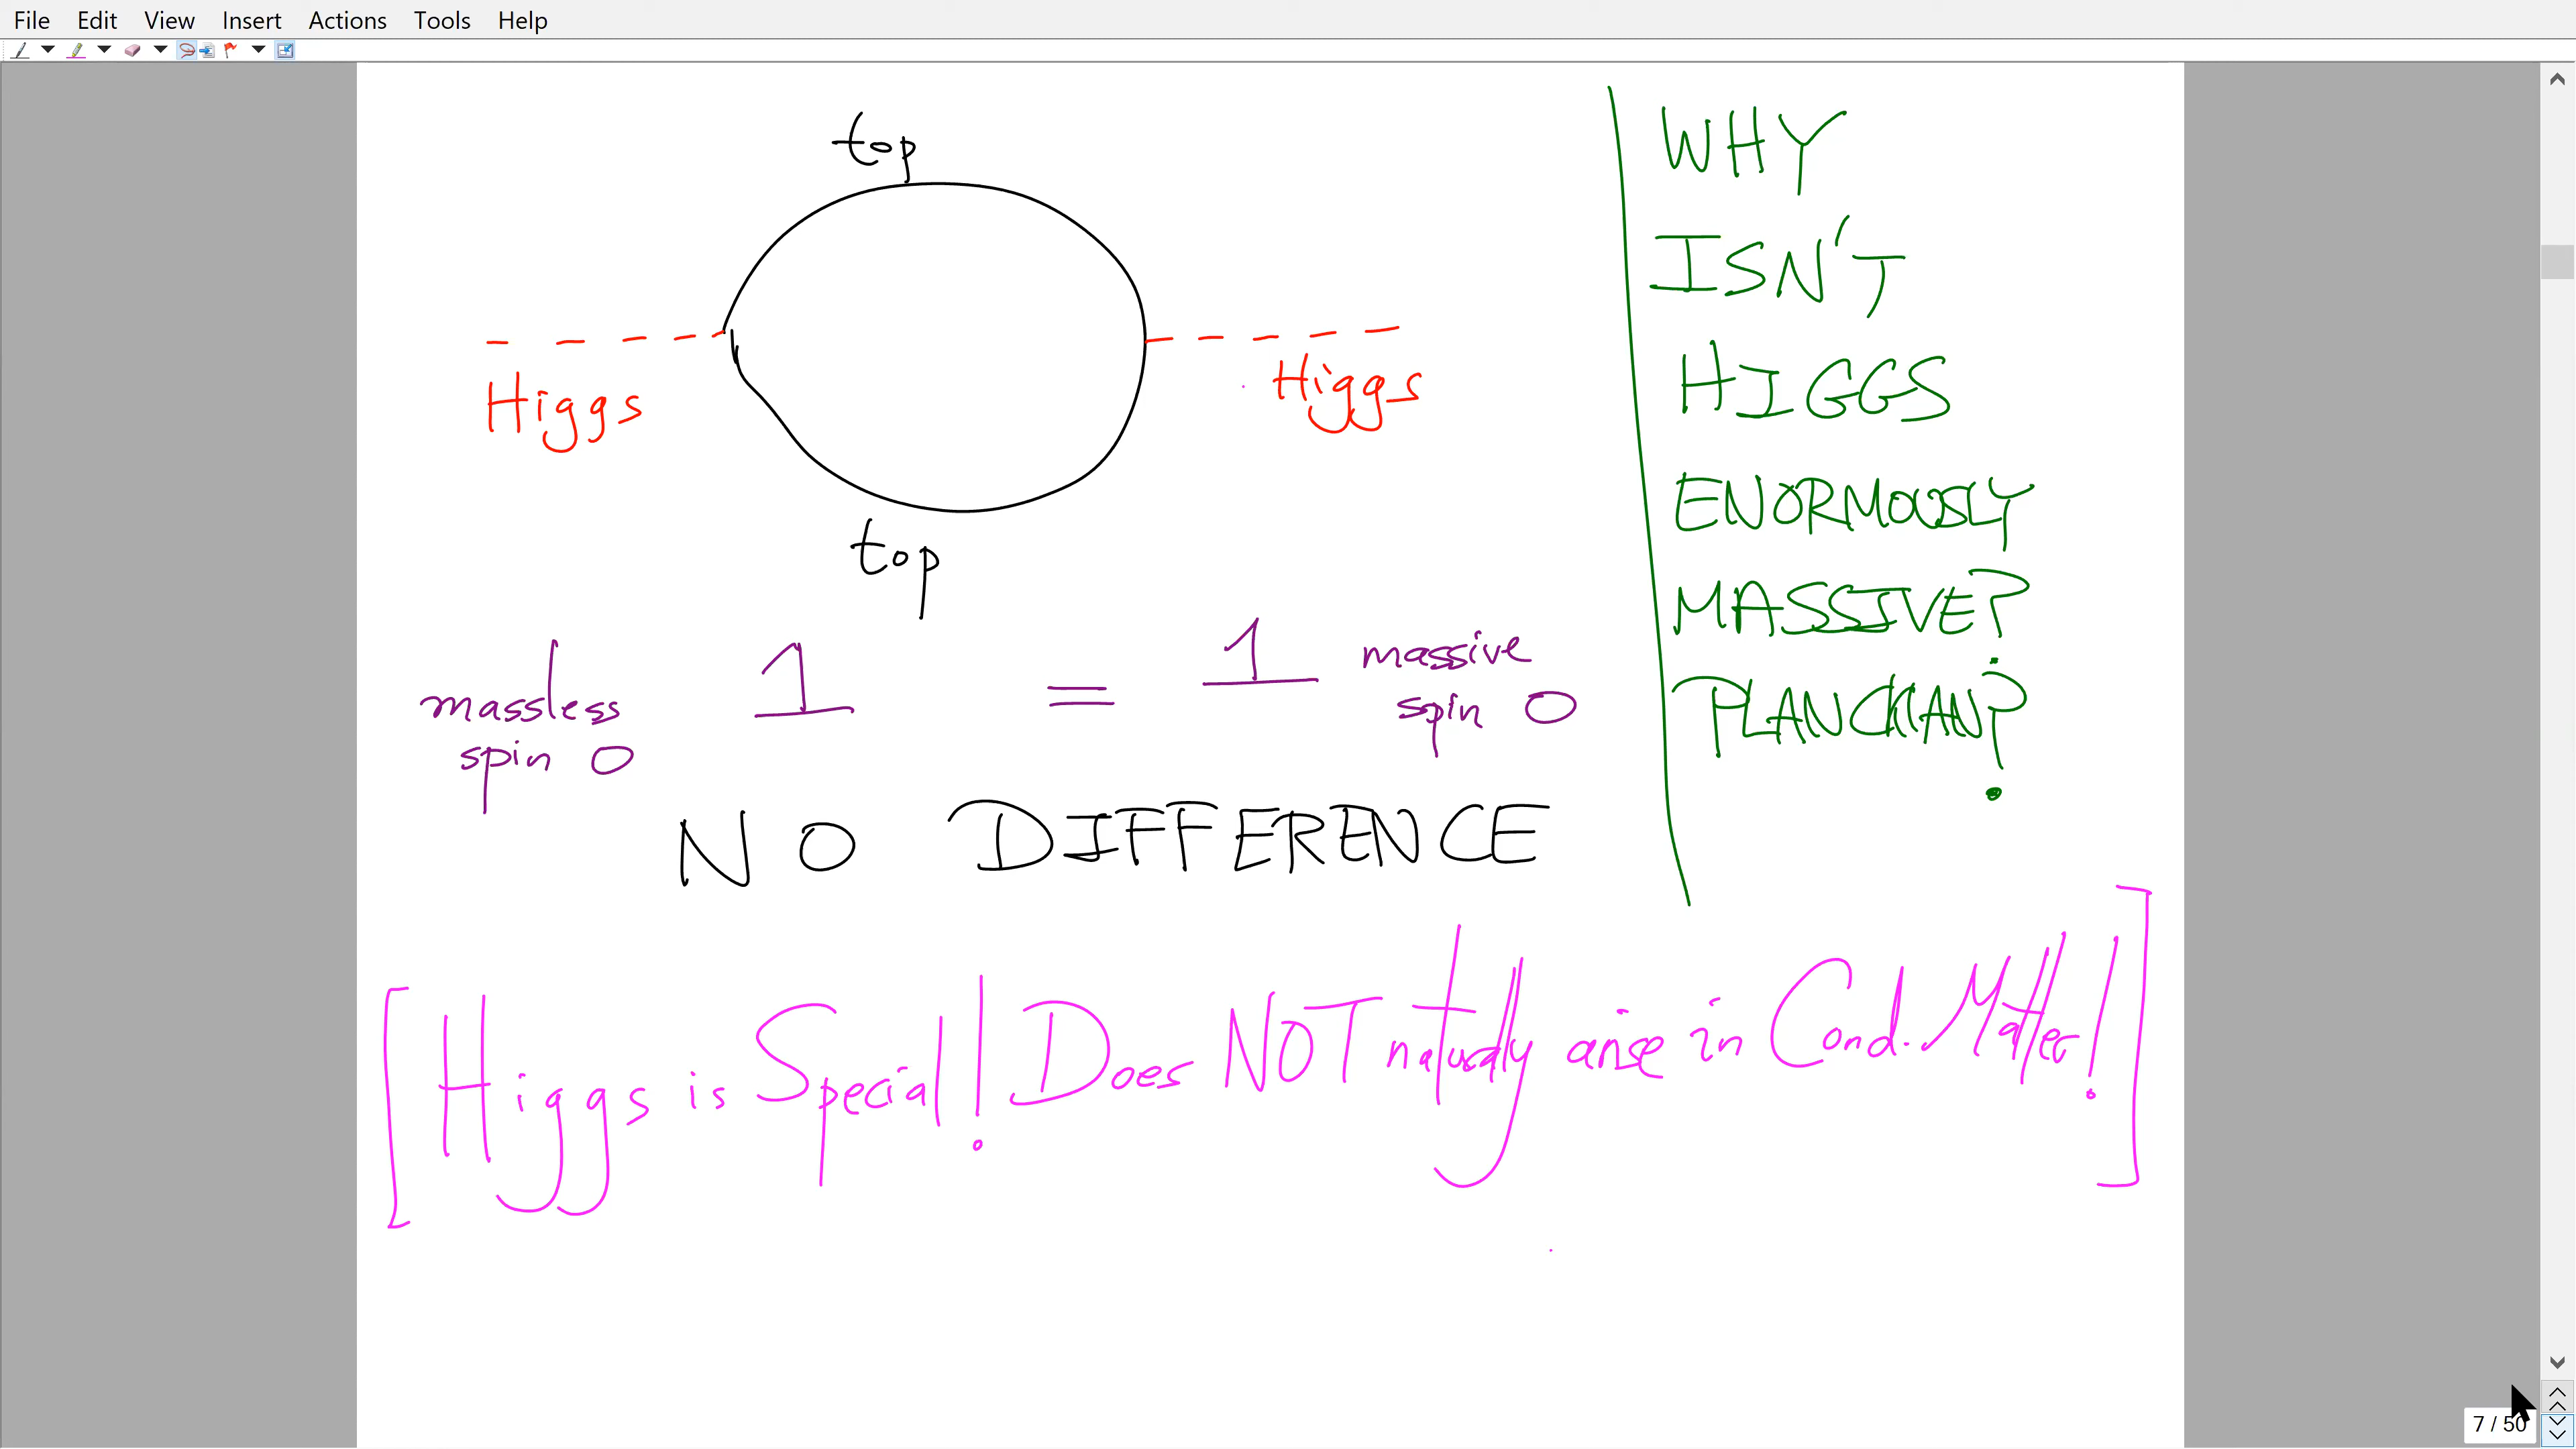 File Edit View Insert Actions Tools Help
top
Higgs
Higgs
top
massless
spin 0
1
=
1
massive
spin 0
NO DIFFERENCE
WHY
ISN'T
HIGGS
ENORMOUSLY
MASSIVE?
PLANCKIAN?
[Higgs is Special! Does NOT naturally arise in Cond. Matter!]
7 / 50